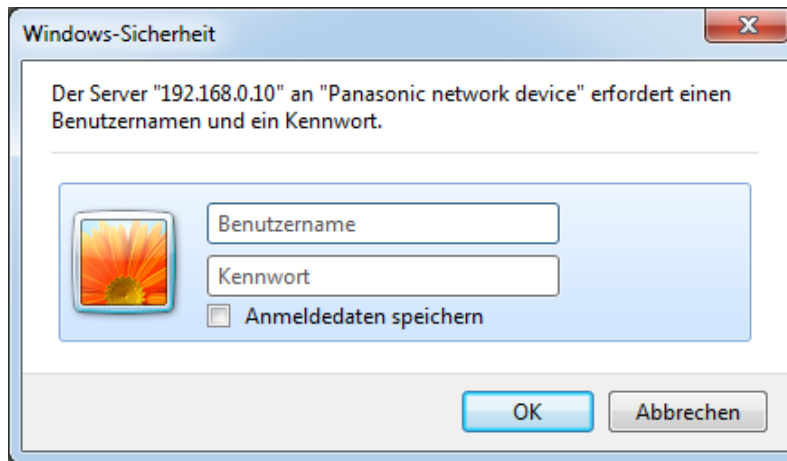 Windows-Sicherheit
Der Server "192.168.0.10" an "Panasonic network device" erfordert einen
Benutzernamen und ein Kennwort.
Benutzername
Kennwort
Anmeldedaten speichern
OK
Abbrechen